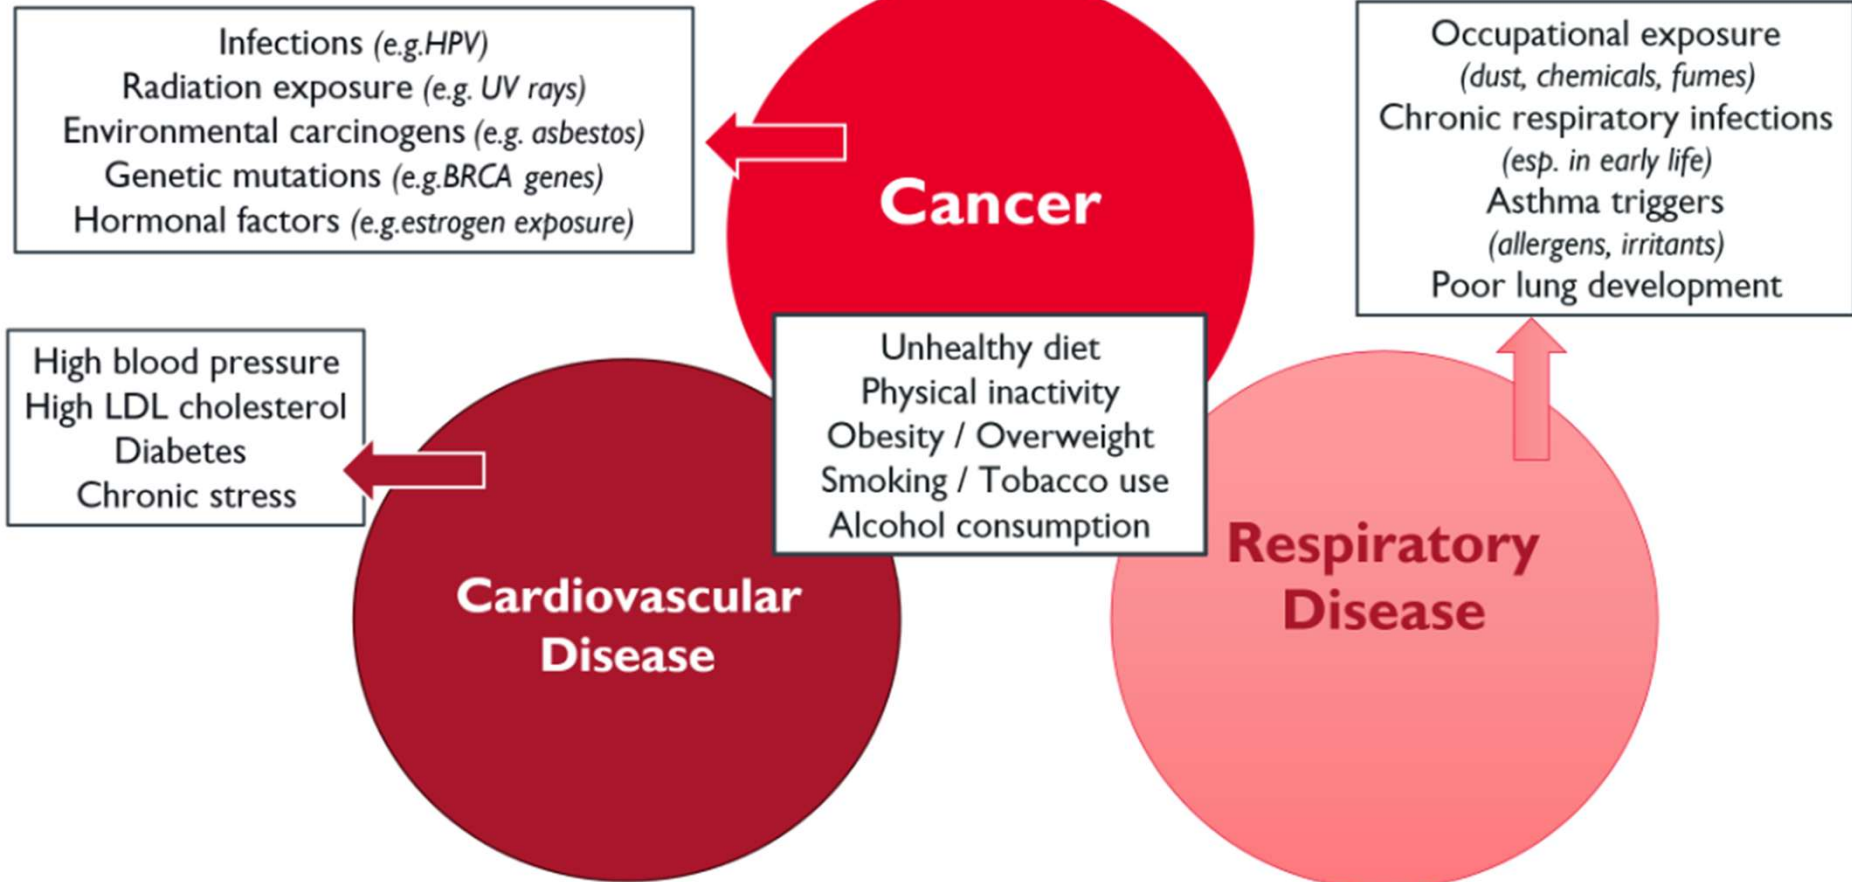 Infections (e.g.HPV)
Radiation exposure (e.g. UV rays)
Environmental carcinogens (e.g. asbestos)
Genetic mutations (e.g.BRCA genes)
Hormonal factors (e.g.estrogen exposure)
Cancer
Occupational exposure
(dust, chemicals, fumes)
Chronic respiratory infections
(esp. in early life)
Asthma triggers
(allergens, irritants)
Poor lung development
High blood pressure
High LDL cholesterol
Diabetes
Chronic stress
Unhealthy diet
Physical inactivity
Obesity / Overweight
Smoking / Tobacco use
Alcohol consumption
Cardiovascular
Disease
Respiratory
Disease